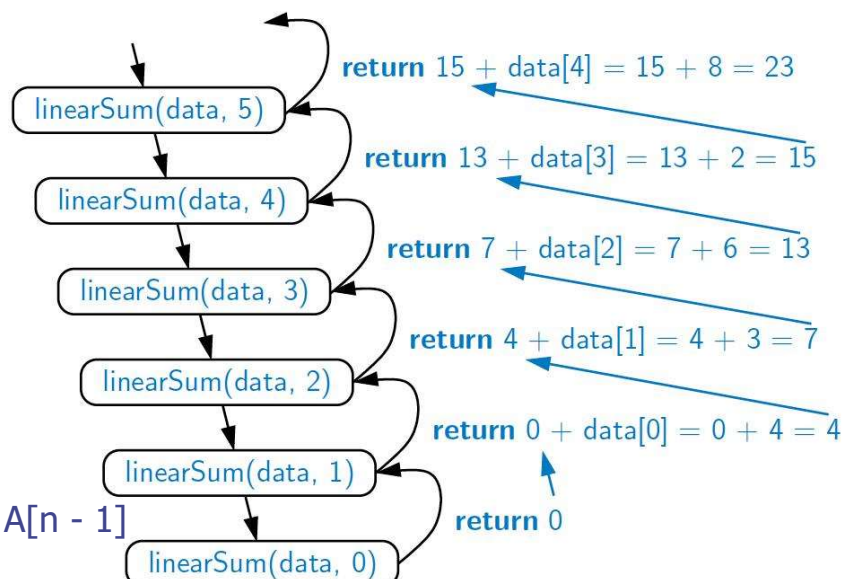 return 15 + data[4] = 15 + 8 = 23
linearSum(data, 5)
return 13 + data[3] = 13 + 2 = 15
linearSum(data, 4)
return 7 + data[2] = 7 + 6 = 13
linearSum(data, 3)
return 4 + data[1] = 4 + 3 = 7
linearSum(data, 2)
return 0 + data[0] = 0 + 4 = 4
linearSum(data, 1)
A[n - 1]
return 0
linearSum(data, 0)